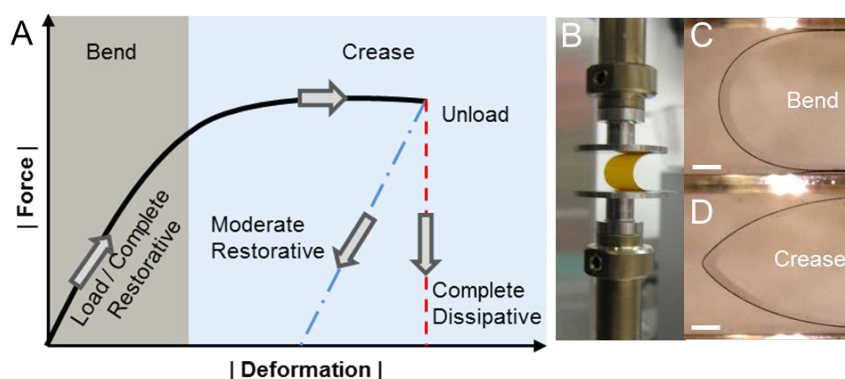 A
Bend
Crease
Unload
Load / Complete
Restorative
Moderate
Restorative
Complete
Dissipative
| Force |
| Deformation |
B
C
Bend
D
Crease